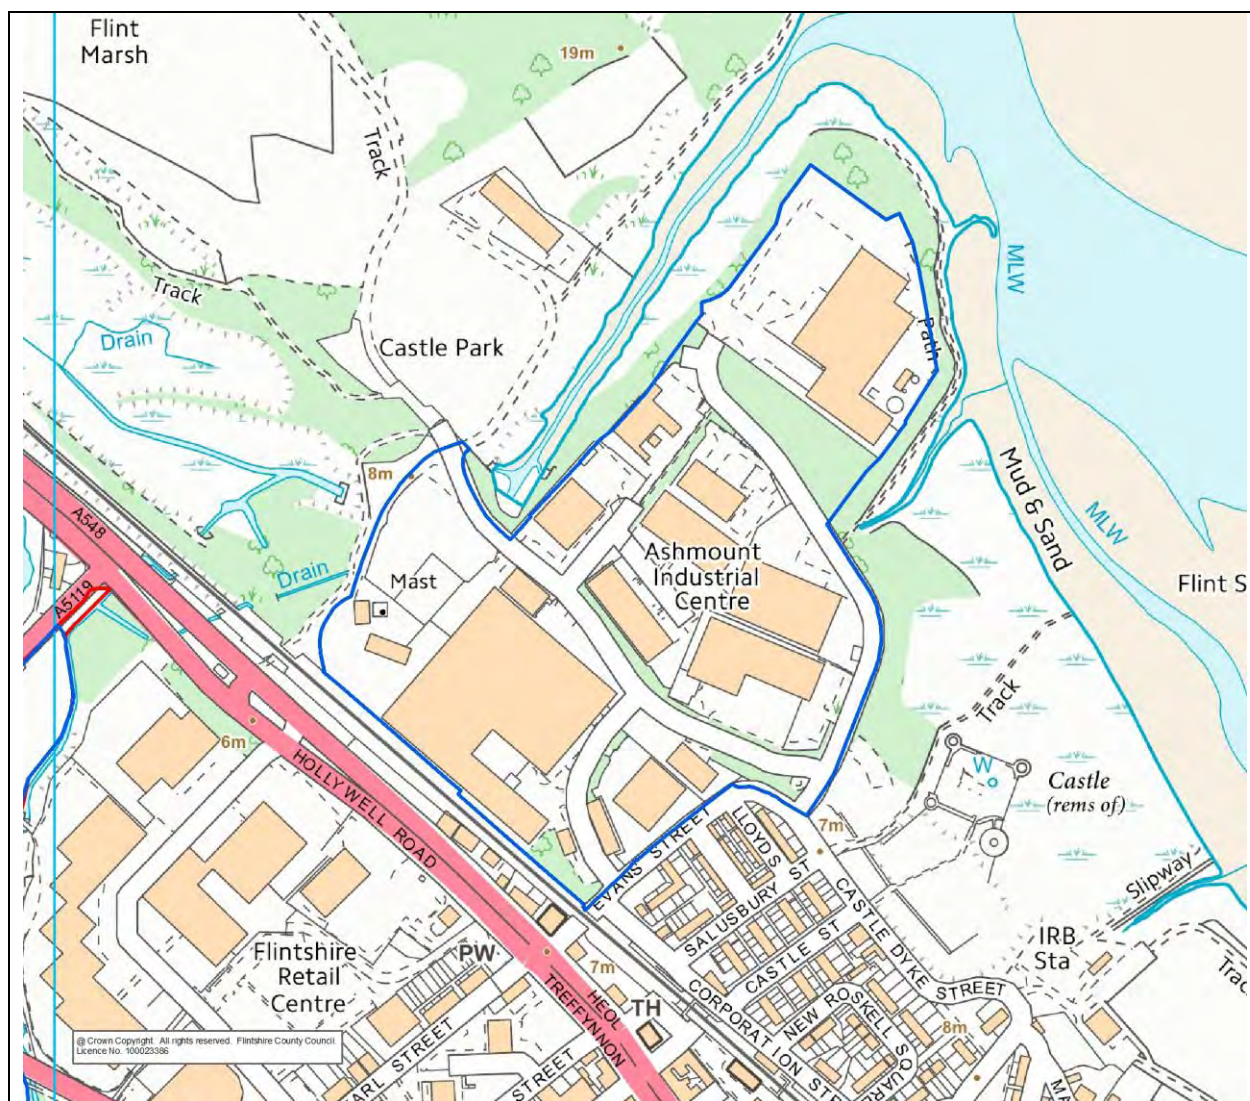 Flint
Marsh
19m
Track
Track
Drain
Castle Park
Path
MLW
8m
Mud & Sand
MLW
A548
Drain
Mast
Ashmount
Industrial
Centre
Flint S
A5119
Track
6m
W
Castle
(rems of)
HOLLYWELL ROAD
7m
EVANS STREET
LLOYDS ST
SALUSBURY
CASTLE ST
CASTLE DYKE STREET
Slipway
IRB
Sta
Flintshire
Retail
Centre
PW
7m
HEOL
TREFFYNNON
TH
CORPORATION ST
NEW ROSKELL SQUARE
8m
Trac
ARL STREET
STREET
MA
@ Crown Copyright. All rights reserved. Flintshire County Council.
Licence No. 100023386